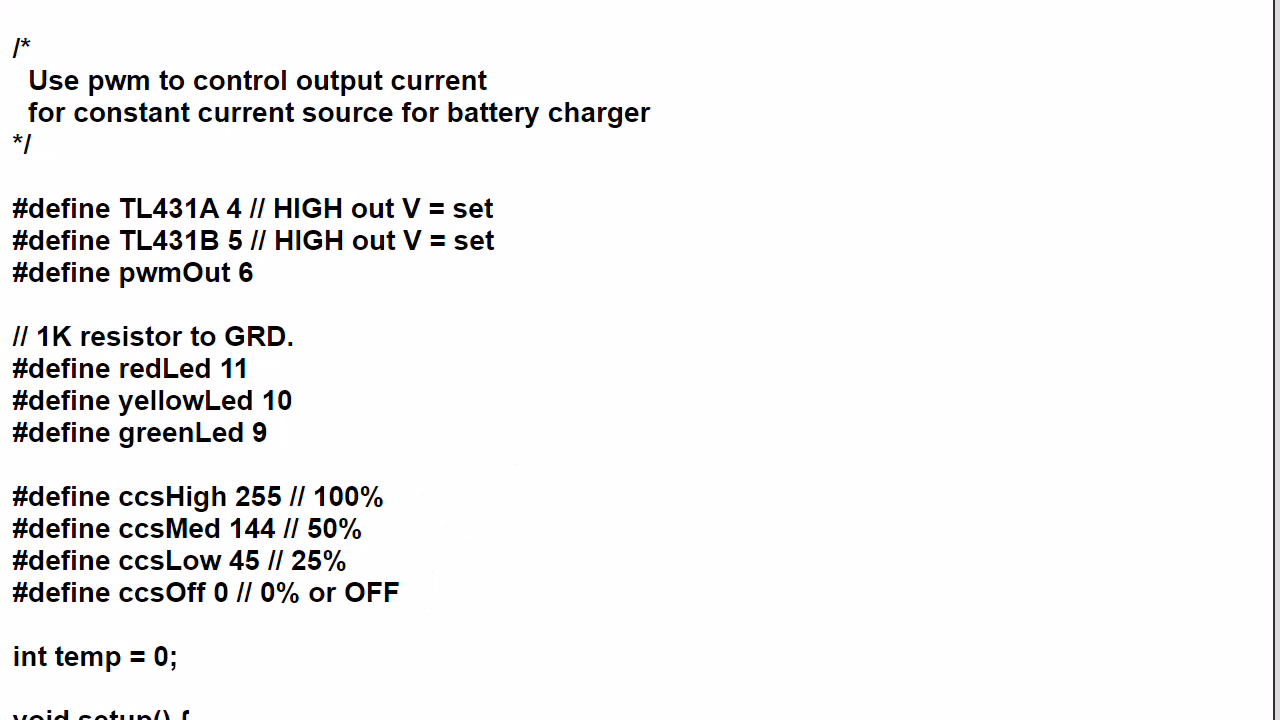 /*
Use pwm to control output current
for constant current source for battery charger
*/
#define TL431A 4 // HIGH out V = set
#define TL431B 5 // HIGH out V = set
#define pwmOut 6
// 1K resistor to GRD.
#define redLed 11
#define yellowLed 10
#define greenLed 9
#define ccsHigh 255 // 100%
#define ccsMed 144 // 50%
#define ccsLow 45 // 25%
#define ccsOff 0 // 0% or OFF
int temp = 0;
void setup() {